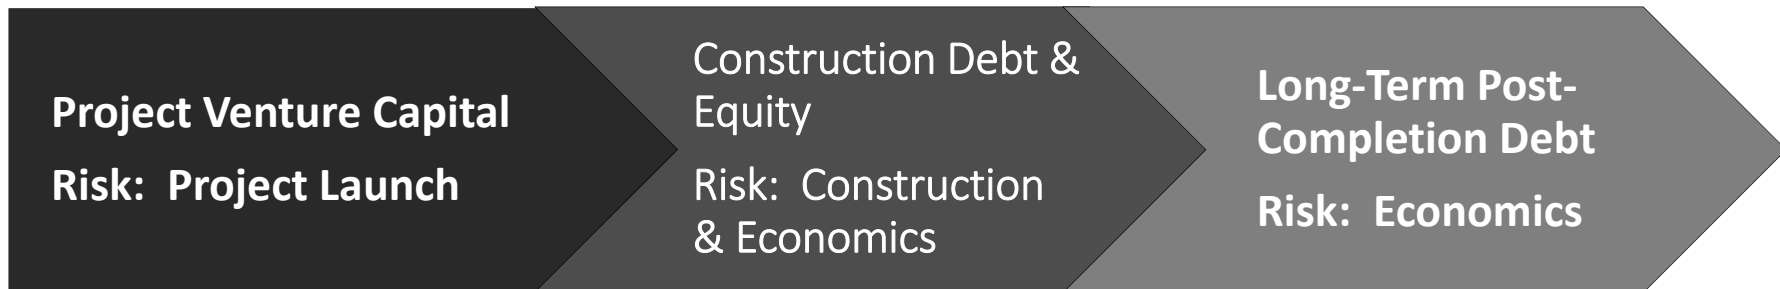 Project Venture Capital
Risk:  Project Launch
Construction Debt &
Equity
Risk:  Construction
& Economics
Long-Term Post-
Completion Debt
Risk:  Economics